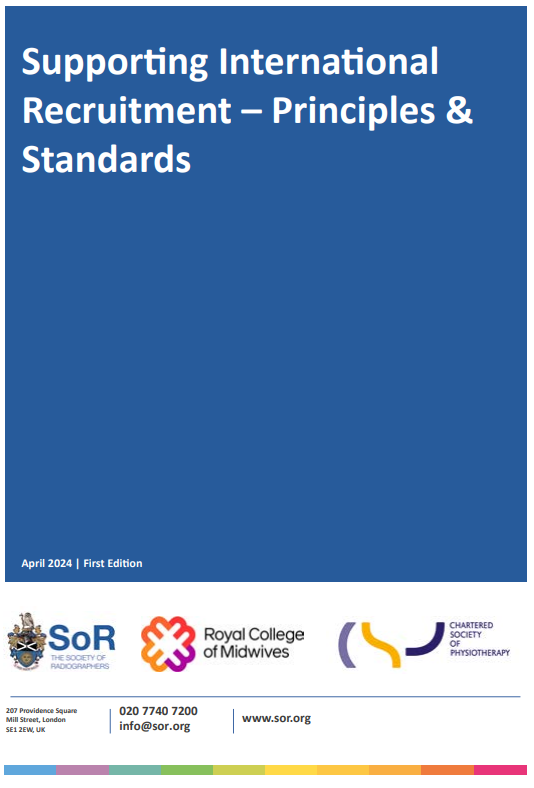 Supporting International
Recruitment – Principles &
Standards
April 2024 | First Edition
SoR
THE SOCIETY OF
RADIOGRAPHERS
Royal College
of Midwives
CHARTERED
SOCIETY
OF
PHYSIOTHERAPY
207 Providence Square
Mill Street, London
SE1 2EW, UK
020 7740 7200
info@sor.org
www.sor.org